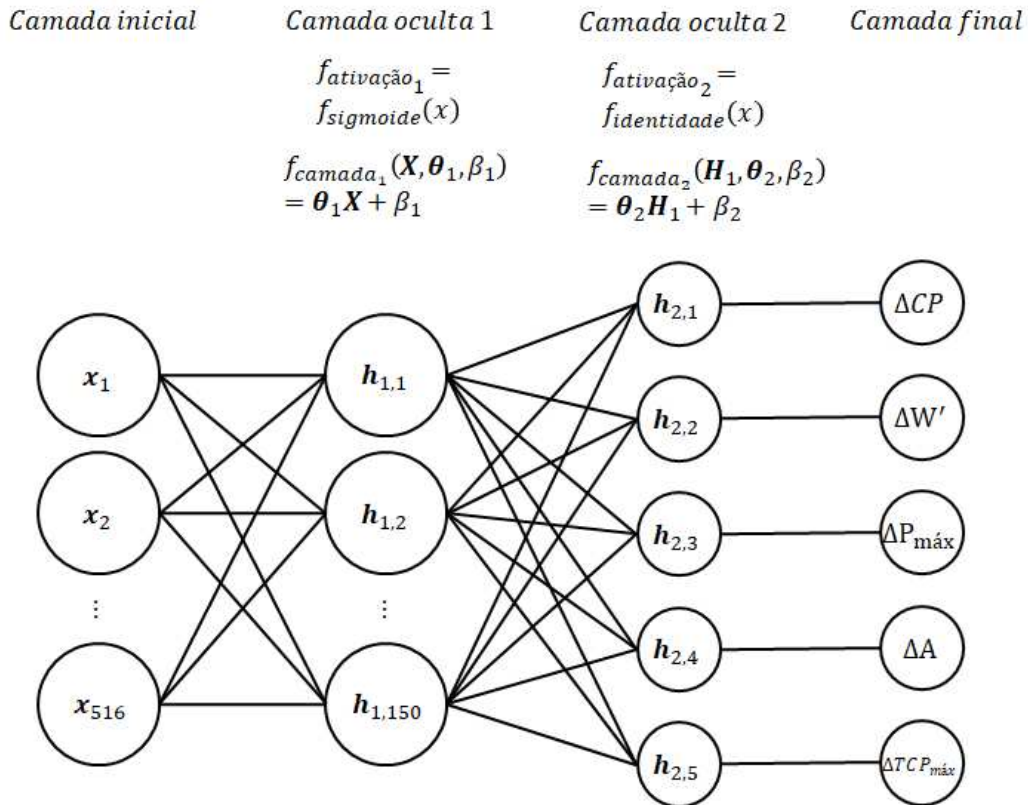 Camada inicial Camada oculta 1 Camada oculta 2 Camada final
f_ativação_1 = f_ativação_2 =
f_sigmoide(x) f_identidade(x)
f_camada_1(X, θ_1, β_1) f_camada_2(H_1, θ_2, β_2)
= θ_1X + β_1 = θ_2H_1 + β_2
h_2,1 ΔCP
x_1 h_1,1
h_2,2 ΔW′
x_2 h_1,2
h_2,3 ΔP_máx
⋮ ⋮
h_2,4 ΔA
x_516 h_1,150
h_2,5 ΔTCP_máx